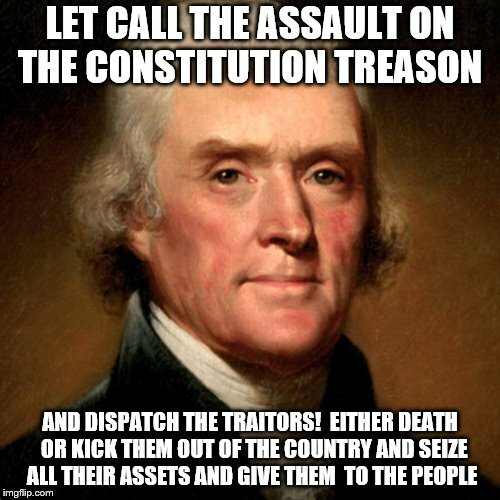 LET CALL THE ASSAULT ON
THE CONSTITUTION TREASON
AND DISPATCH THE TRAITORS!  EITHER DEATH
OR KICK THEM OUT OF THE COUNTRY AND SEIZE
ALL THEIR ASSETS AND GIVE THEM  TO THE PEOPLE
imgflip.com